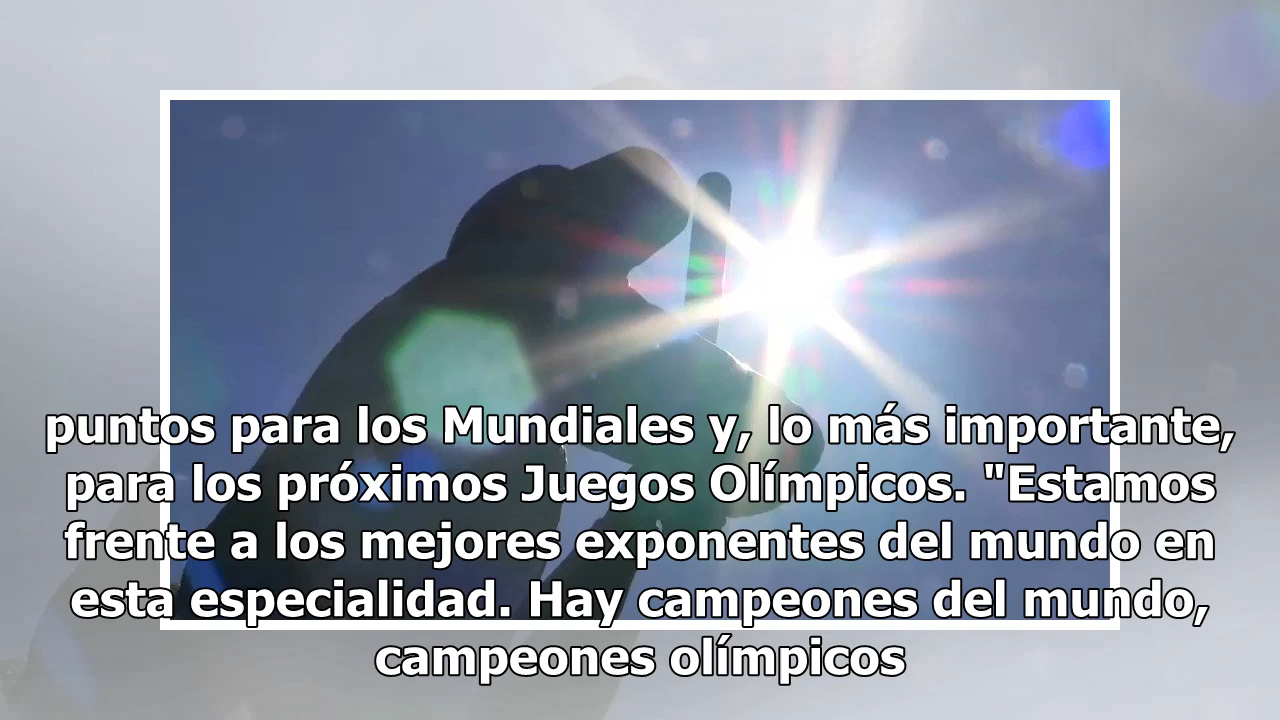 puntos para los Mundiales y, lo más importante,
para los próximos Juegos Olímpicos. "Estamos
frente a los mejores exponentes del mundo en
esta especialidad. Hay campeones del mundo,
campeones olímpicos